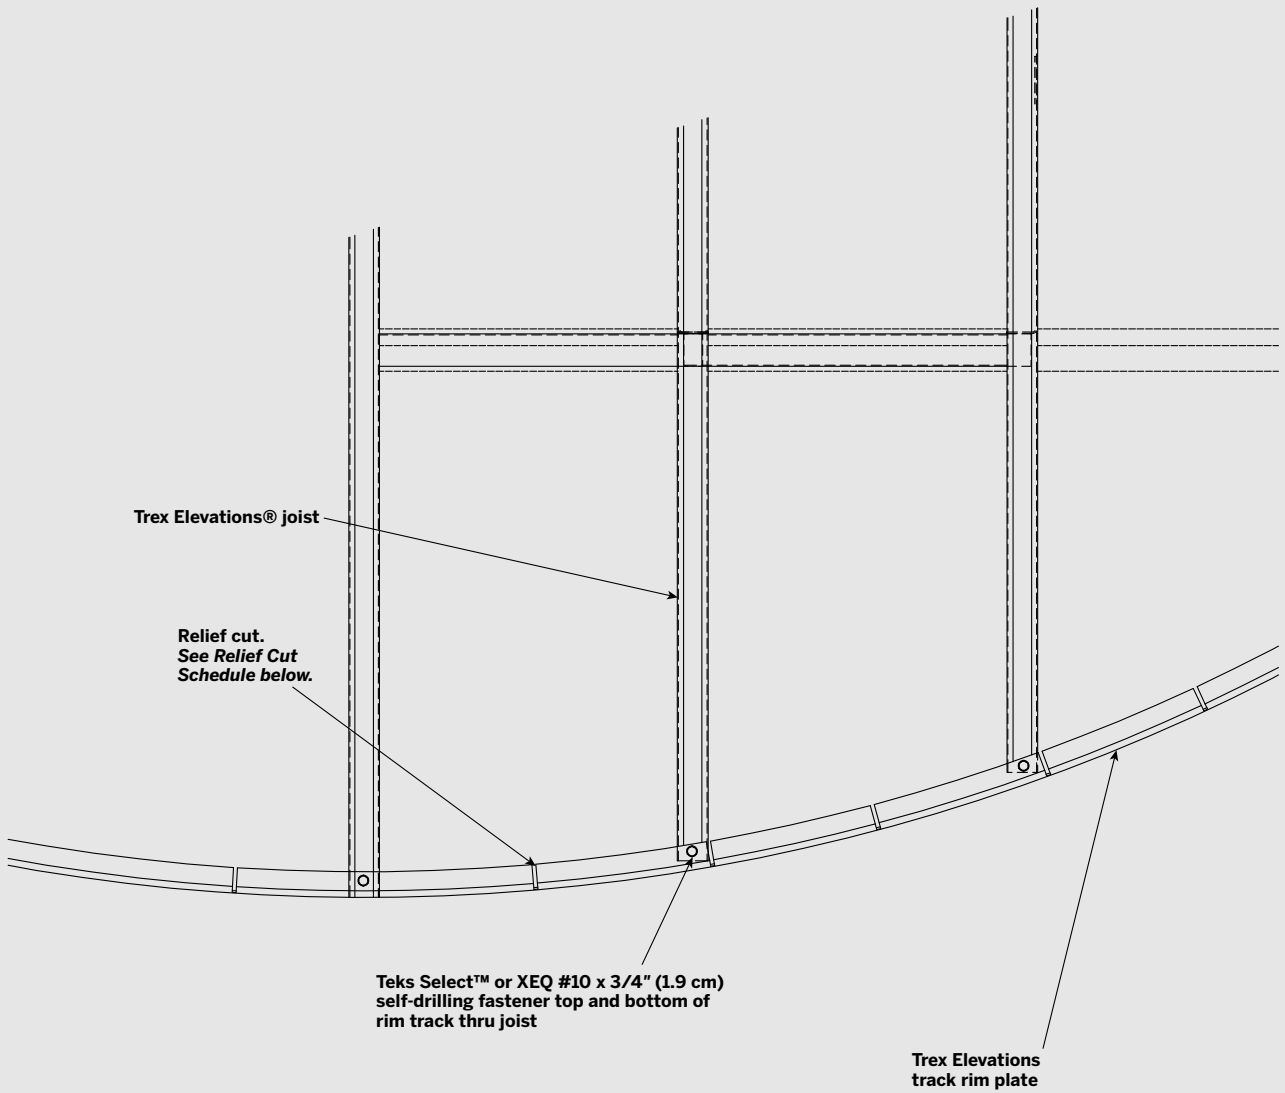 Trex Elevations® joist
Relief cut.
See Relief Cut
Schedule below.
Teks Select™ or XEQ #10 x 3/4" (1.9 cm)
self-drilling fastener top and bottom of
rim track thru joist
Trex Elevations
track rim plate